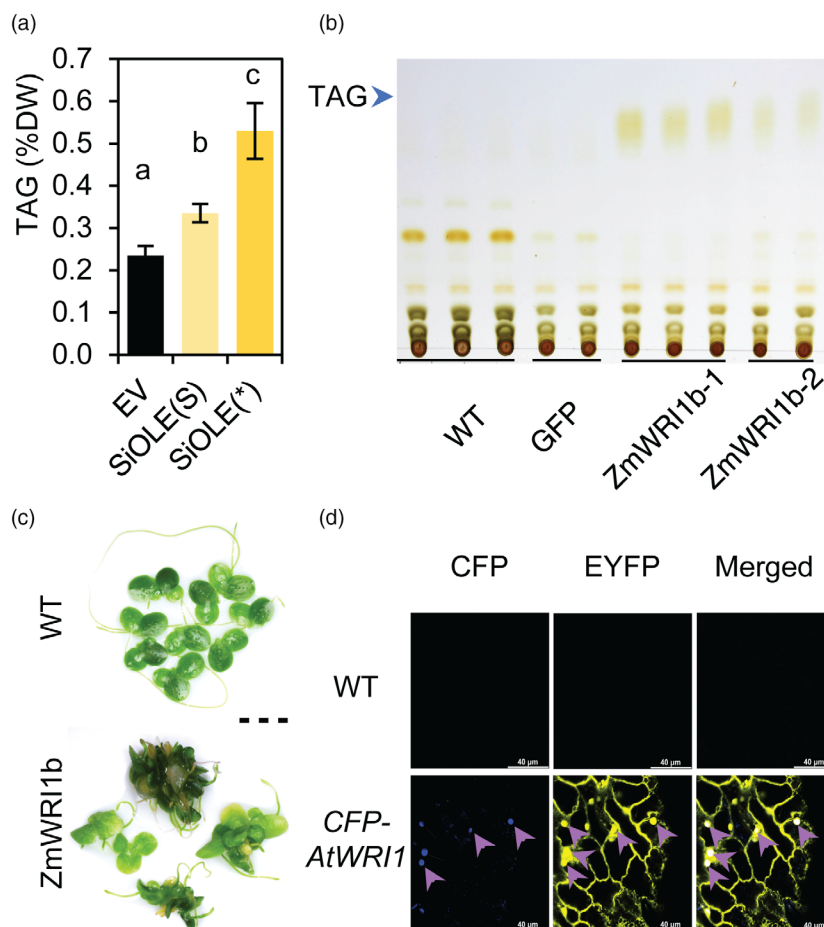 (a)
TAG (%DW)
0.7
0.6
0.5
0.4
0.3
0.2
0.1
0.0
a
b
c
EV
SiOLE(S)
SiOLE(*)
(b)
TAG
WT
GFP
ZmWRI1b-1
ZmWRI1b-2
(c)
WT
ZmWRI1b
(d)
CFP
EYFP
Merged
WT
40 µm
40 µm
40 µm
CFP-
AtWRI1
40 µm
40 µm
40 µm